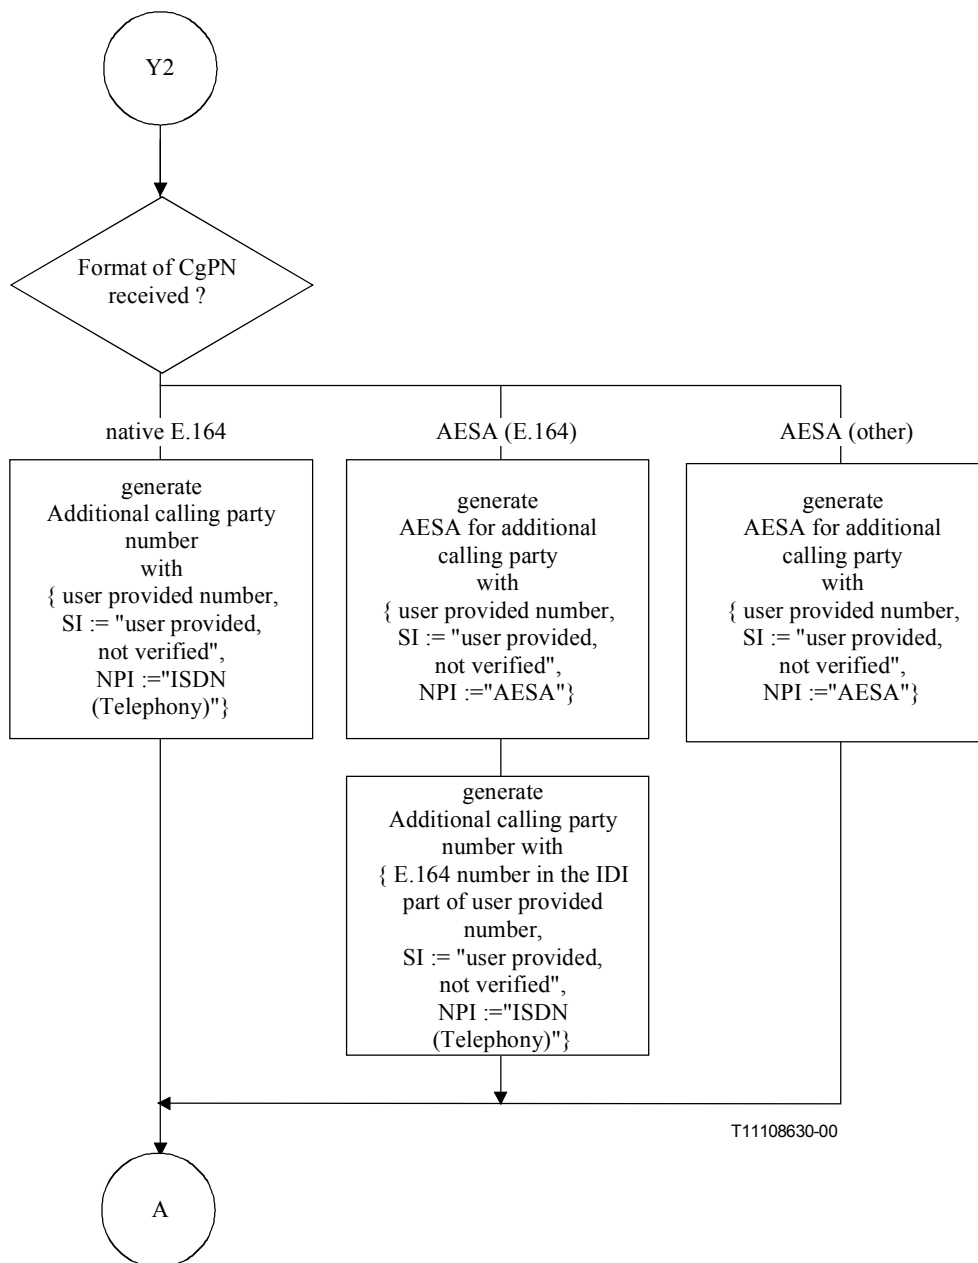 Y2
Format of CgPN
received ?
native E.164
AESA (E.164)
AESA (other)
generate
Additional calling party
number
with
{ user provided number,
SI := "user provided,
not verified",
NPI :="ISDN
(Telephony)"}
generate
AESA for additional
calling party
with
{ user provided number,
SI := "user provided,
not verified",
NPI :="AESA"}
generate
AESA for additional
calling party
with
{ user provided number,
SI := "user provided,
not verified",
NPI :="AESA"}
generate
Additional calling party
number with
{ E.164 number in the IDI
part of user provided
number,
SI := "user provided,
not verified",
NPI :="ISDN
(Telephony)"}
T11108630-00
A